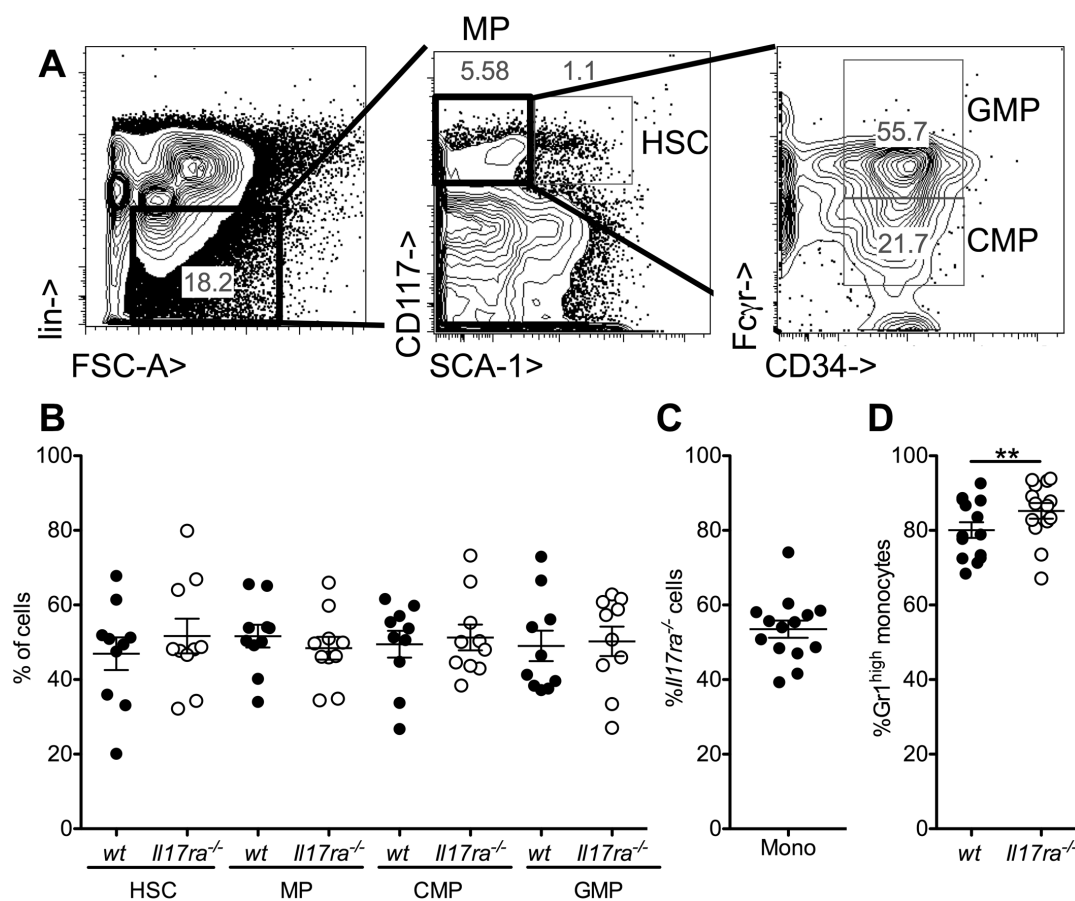 A
MP
lin->
18.2
FSC-A>
CD117->
5.58 1.1
HSC
SCA-1>
Fcγr->
55.7
GMP
21.7
CMP
CD34->
B
% of cells
100
80
60
40
20
0
wt Il17ra-/- wt Il17ra-/- wt Il17ra-/- wt Il17ra-/-
HSC MP CMP GMP
C
%Il17ra-/- cells
100
80
60
40
20
0
Mono
D
%Gr1high monocytes
100
80
60
40
20
0
**
wt Il17ra-/-